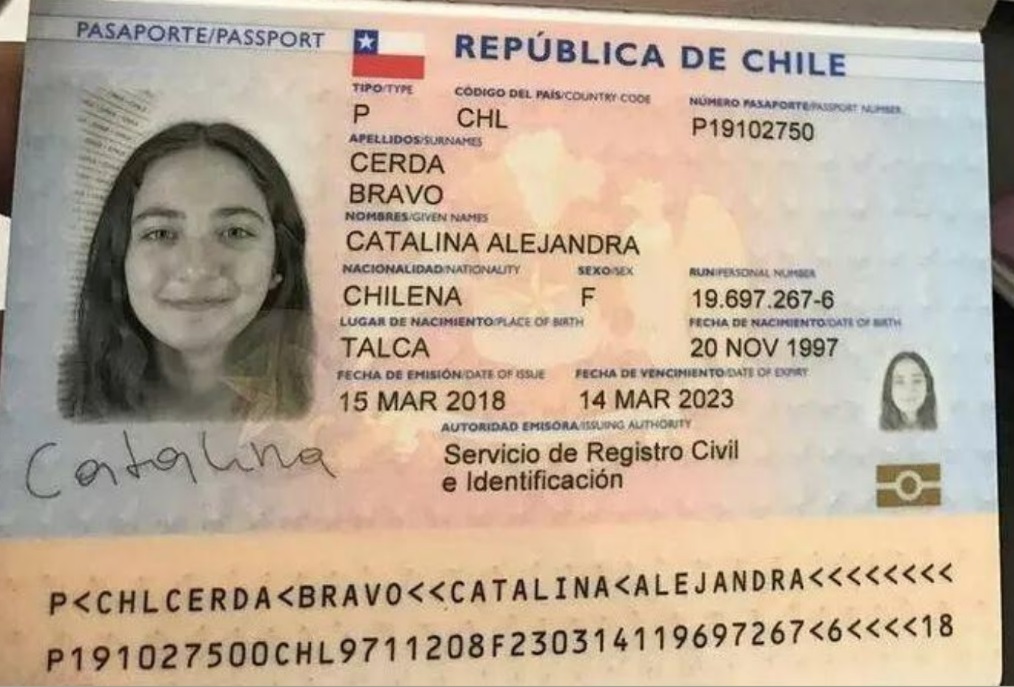 PASAPORTE/PASSPORT
REPÚBLICA DE CHILE
TIPO/TYPE
CÓDIGO DEL PAÍS/COUNTRY CODE
NÚMERO PASAPORTE/PASSPORT NUMBER
P
CHL
P19102750
APELLIDOS/SURNAMES
CERDA
BRAVO
NOMBRES/GIVEN NAMES
CATALINA ALEJANDRA
NACIONALIDAD/NATIONALITY
SEXO/SEX
RUN/PERSONAL NUMBER
CHILENA
F
19.697.267-6
LUGAR DE NACIMIENTO/PLACE OF BIRTH
FECHA DE NACIMIENTO/DATE OF BIRTH
TALCA
20 NOV 1997
FECHA DE EMISIÓN/DATE OF ISSUE
FECHA DE VENCIMIENTO/DATE OF EXPIRY
15 MAR 2018
14 MAR 2023
AUTORIDAD EMISORA/ISSUING AUTHORITY
Servicio de Registro Civil
e Identificación
Catalina
P<CHLCERDA<BRAVO<<CATALINA<ALEJANDRA<<<<<<<<
P191027500CHL9711208F230314119697267<6<<<<18